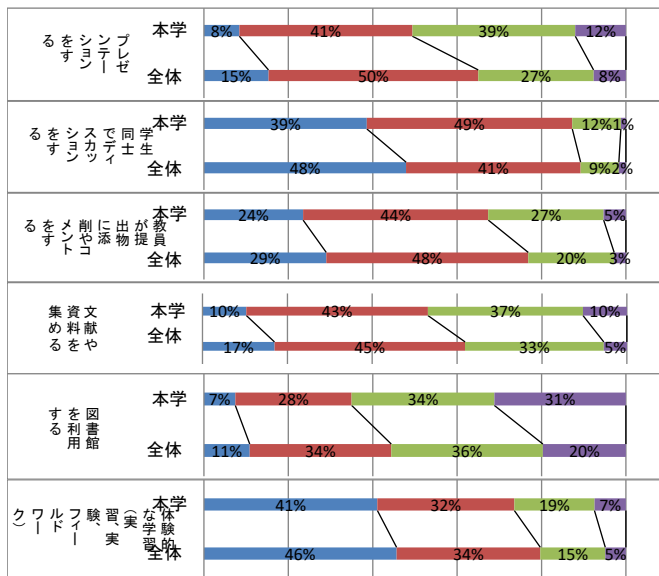 プレゼンテーションをする
本学 8% 41% 39% 12%
全体 15% 50% 27% 8%
学生同士でディスカッションをする
本学 39% 49% 12% 1%
全体 48% 41% 9% 2%
教員が提出物に添削やコメントをする
本学 24% 44% 27% 5%
全体 29% 48% 20% 3%
文献や資料を集める
本学 10% 43% 37% 10%
全体 17% 45% 33% 5%
図書館を利用する
本学 7% 28% 34% 31%
全体 11% 34% 36% 20%
体験的な学習（実習、実験、フィールドワーク）
本学 41% 32% 19% 7%
全体 46% 34% 15% 5%